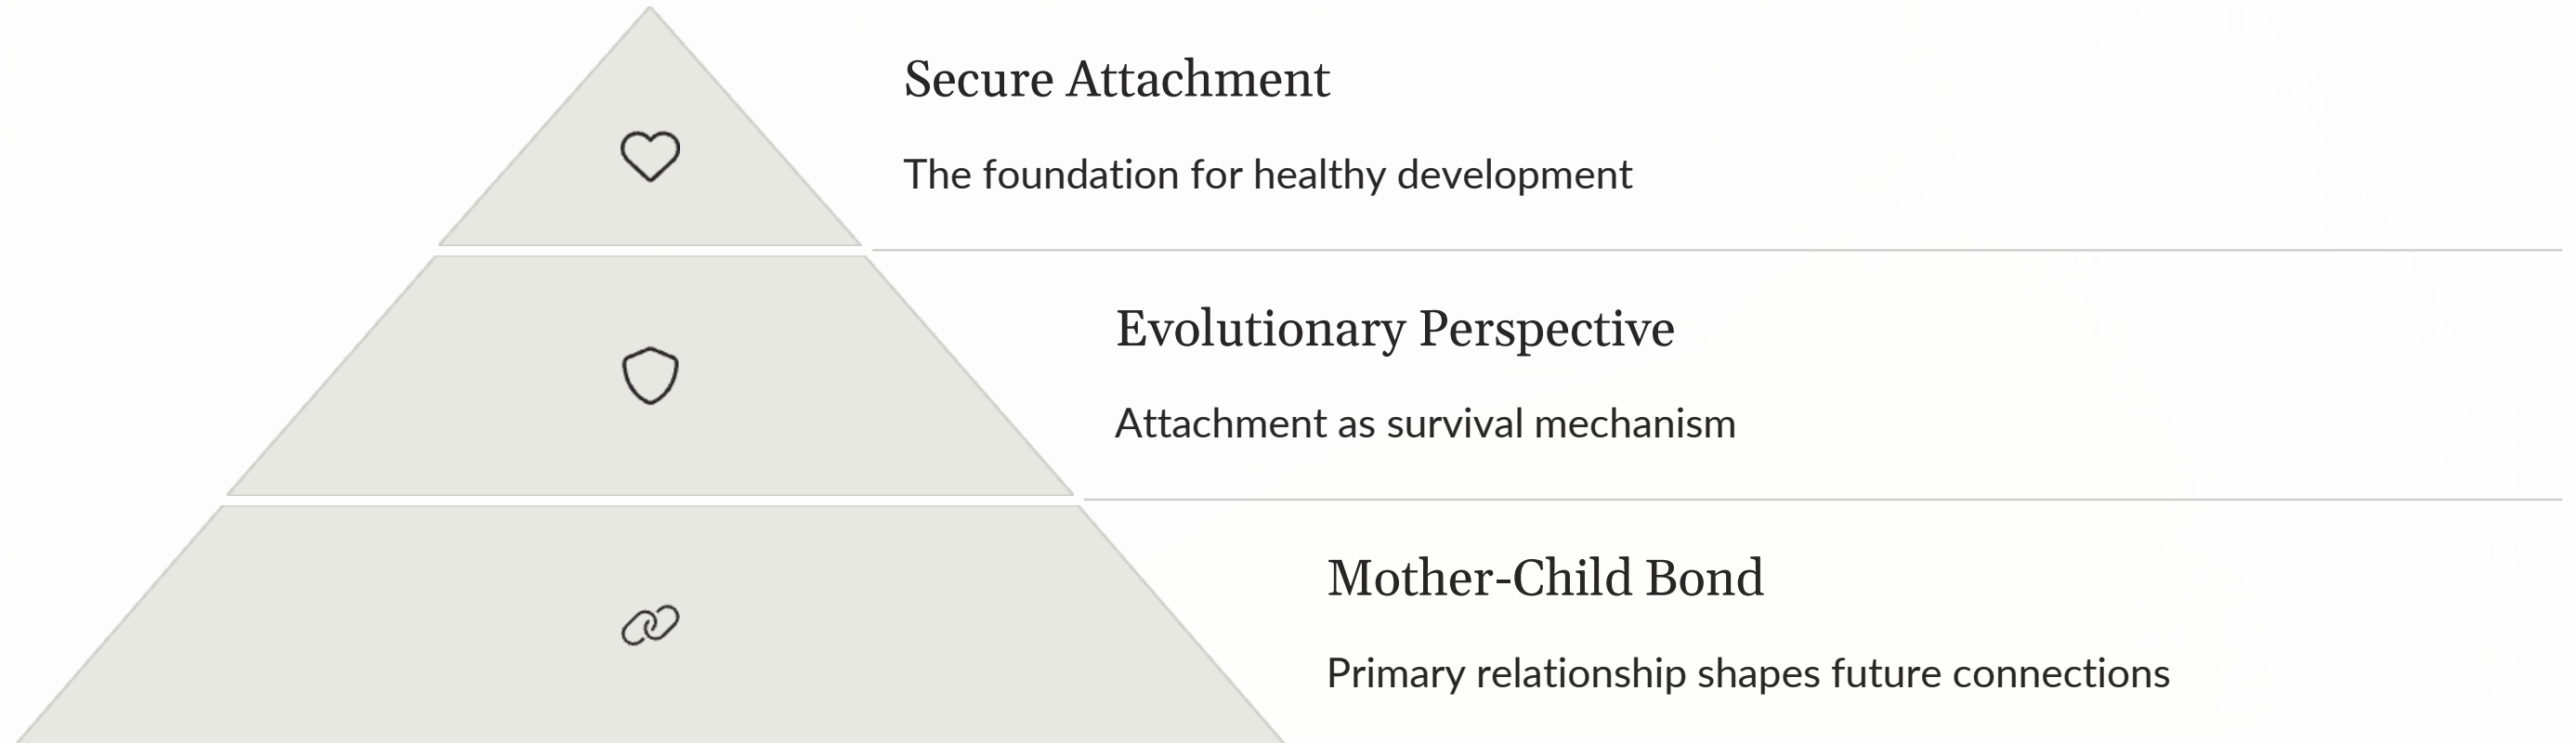 Secure Attachment
The foundation for healthy development
Evolutionary Perspective
Attachment as survival mechanism
Mother-Child Bond
Primary relationship shapes future connections